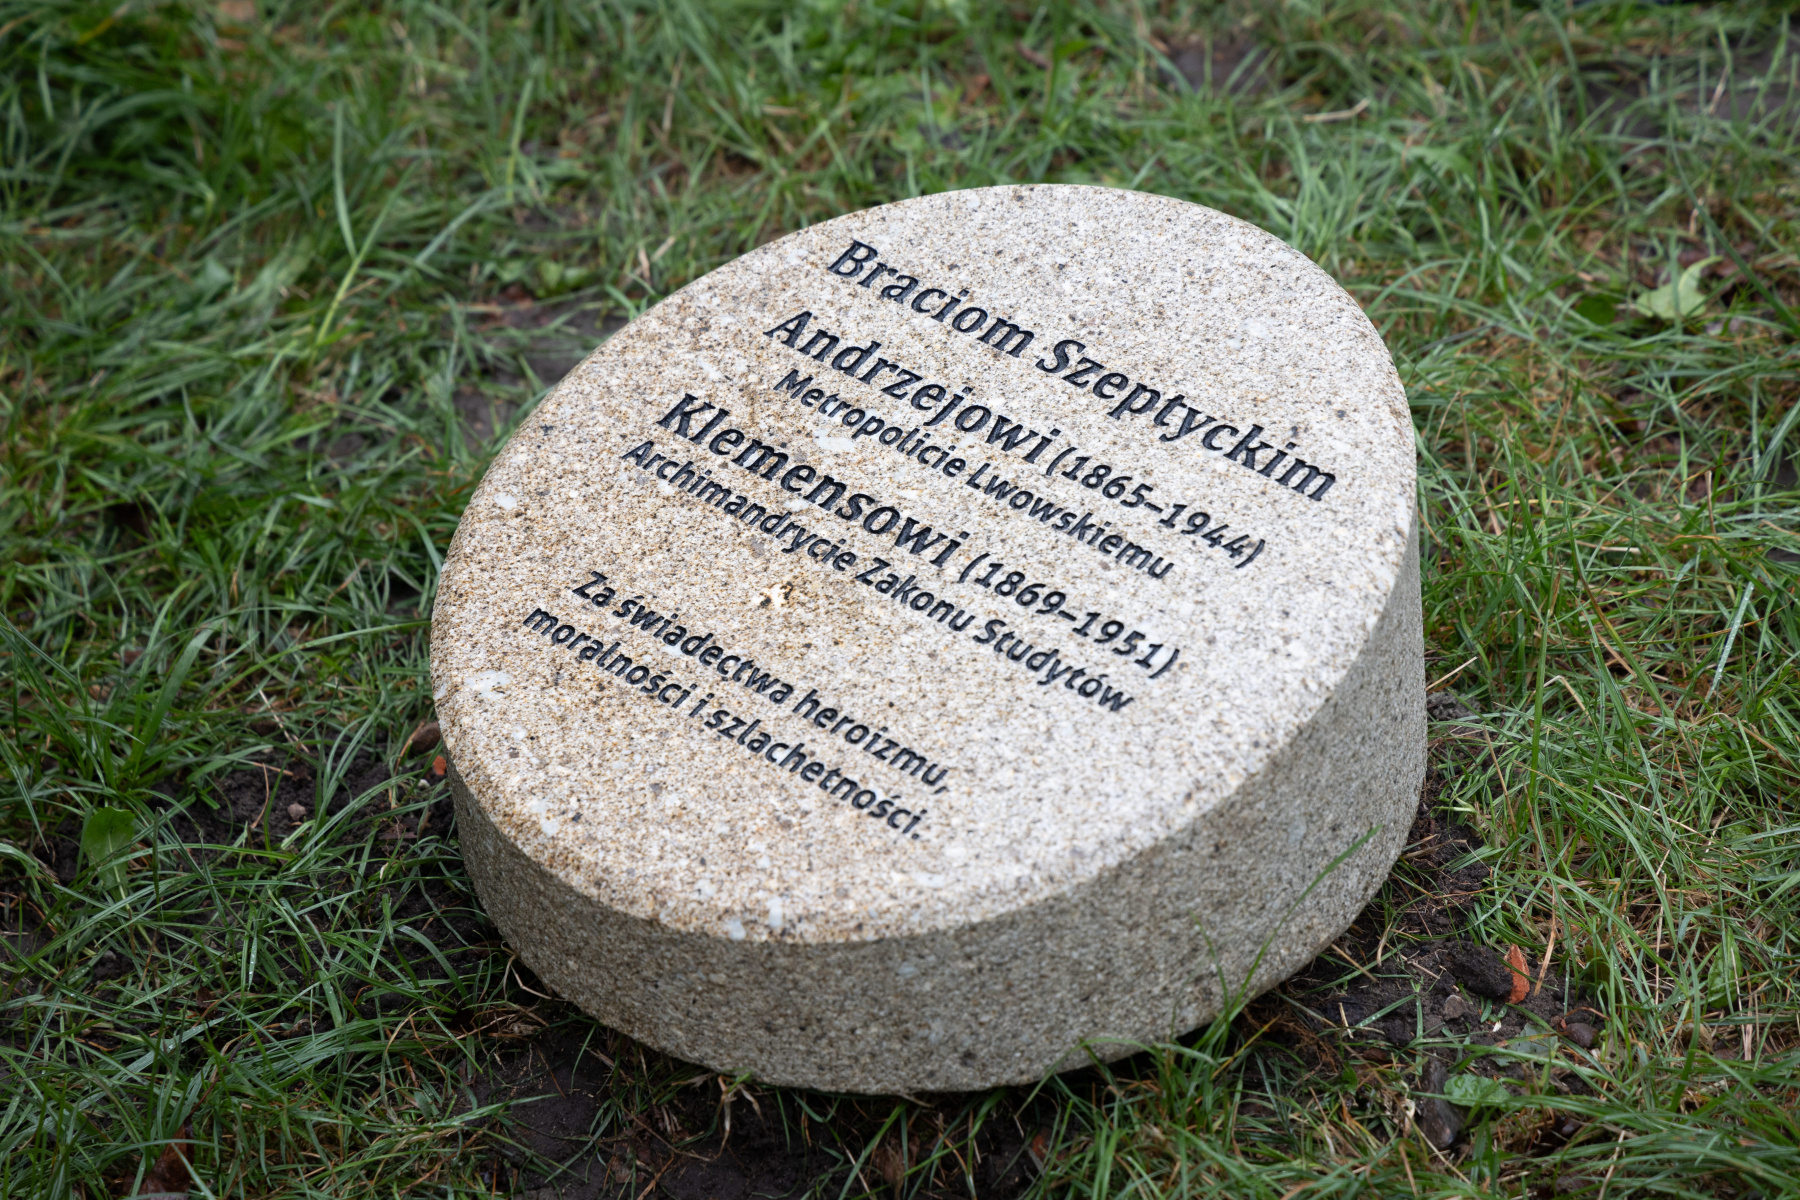 Braciom Szeptyckim
Andrzejowi (1865–1944)
Metropolicie Lwowskiemu
Klemensowi (1869–1951)
Archimandrycie Zakonu Studytów
Za świadectwa heroizmu,
moralności i szlachetności.